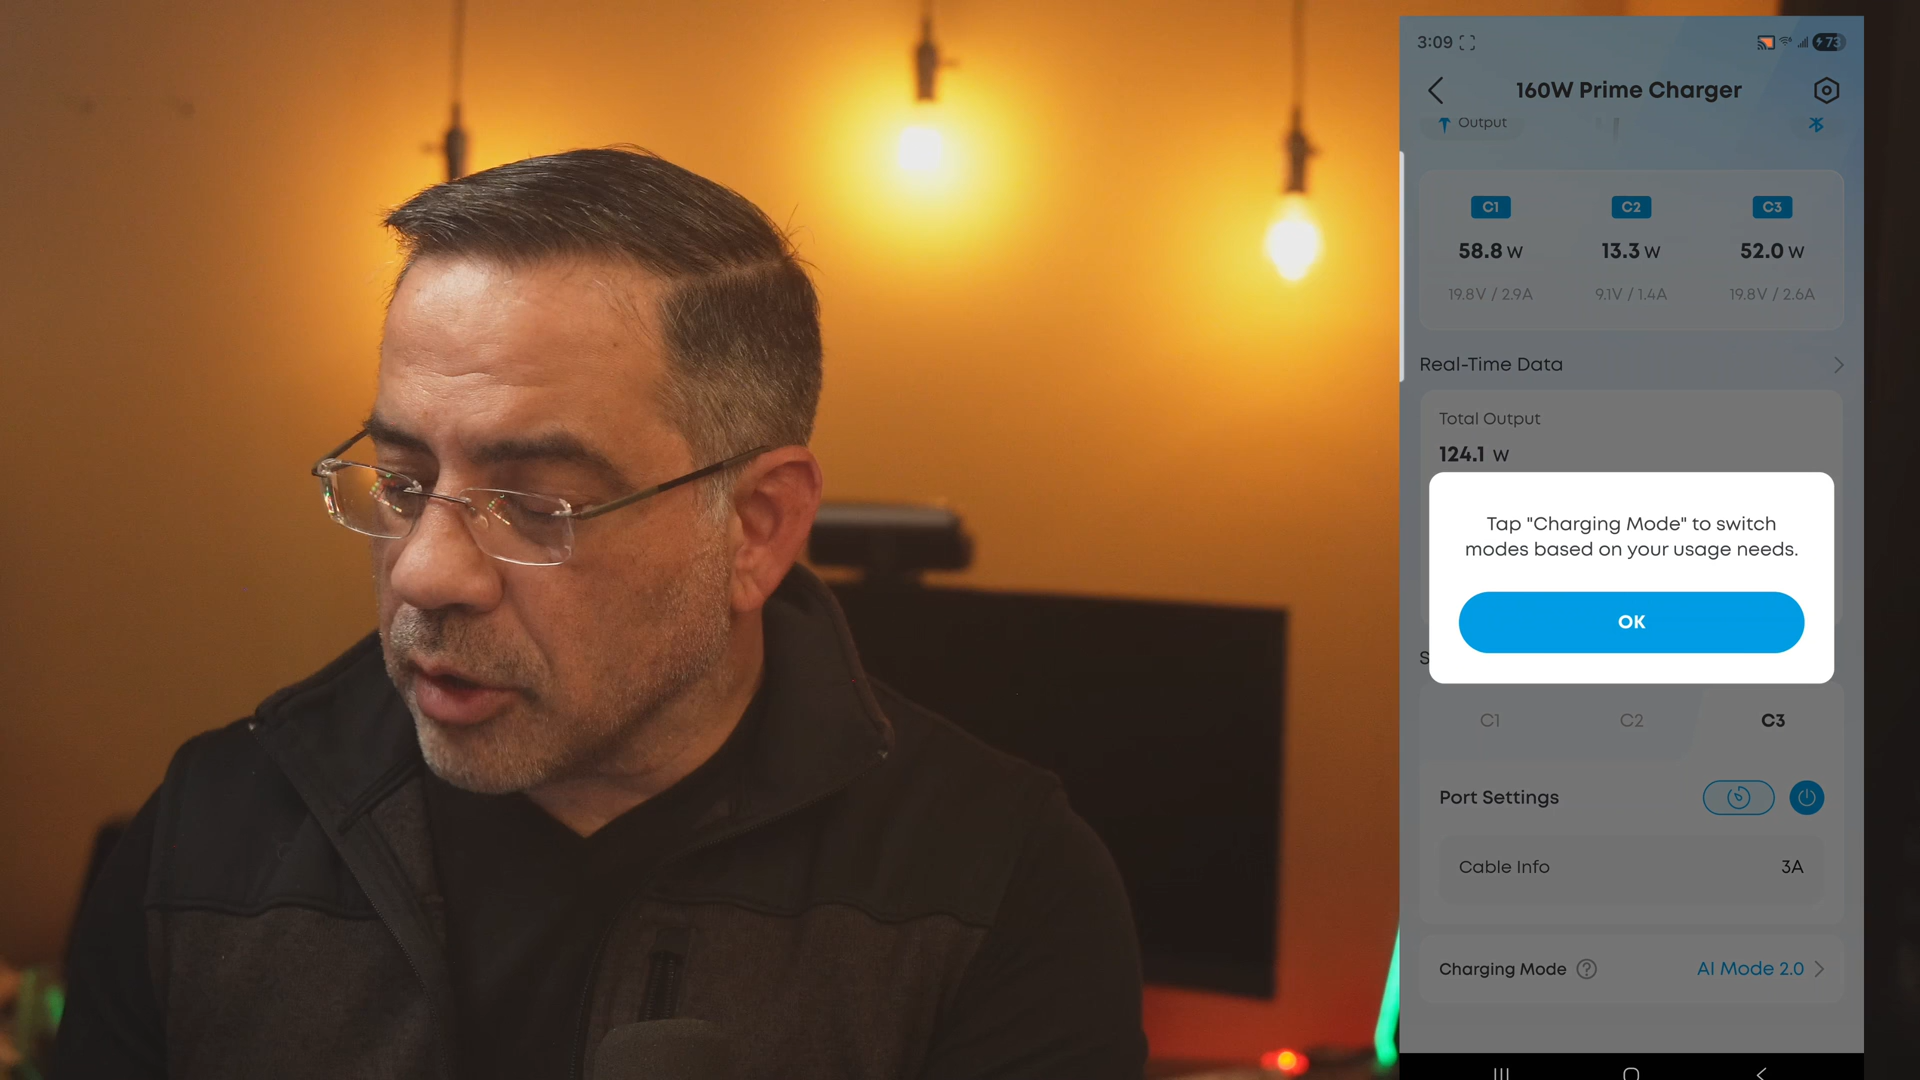 3:09
73
160W Prime Charger
Output
C1 C2 C3
58.8 W 13.3 W 52.0 W
19.8V / 2.9A 9.1V / 1.4A 19.8V / 2.6A
Real-Time Data
Total Output
124.1 W
Tap "Charging Mode" to switch
modes based on your usage needs.
OK
S
C1 C2 C3
Port Settings
Cable Info 3A
Charging Mode ? AI Mode 2.0